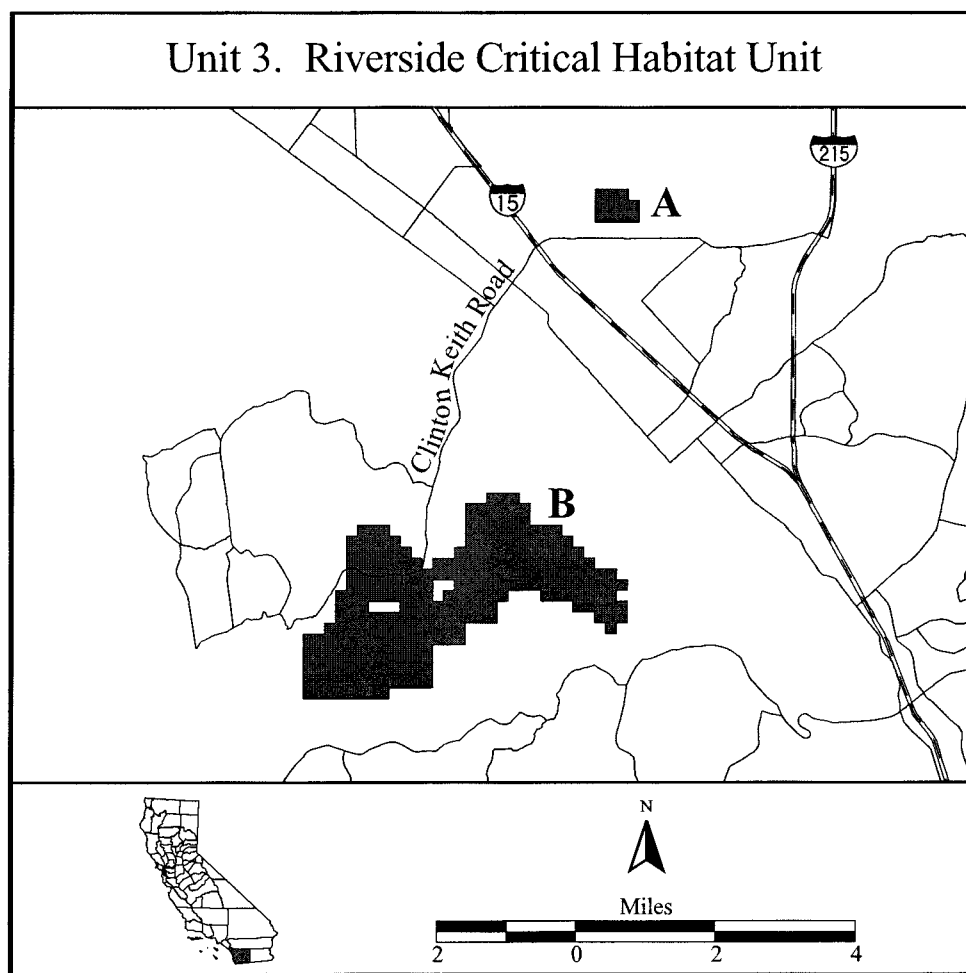 Unit 3. Riverside Critical Habitat Unit
215
15
A
Clinton Keith Road
B
N
Miles
2 0 2 4